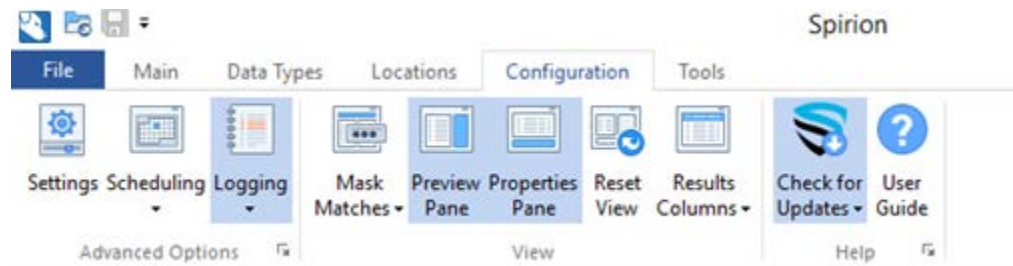 Spirion
File Main Data Types Locations Configuration Tools
Settings Scheduling Logging Mask Preview Properties Reset Results Check for User
Matches Pane Pane View Columns Updates Guide
Advanced Options View Help